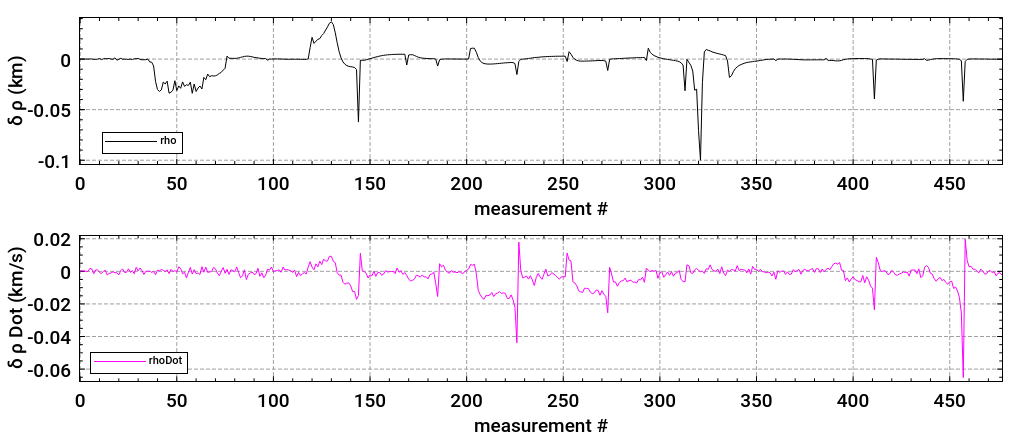 δ ρ (km)
0
-0.05
-0.1
rho
0 50 100 150 200 250 300 350 400 450
measurement #
δ ρ Dot (km/s)
0.02
0
-0.02
-0.04
-0.06
rhoDot
0 50 100 150 200 250 300 350 400 450
measurement #